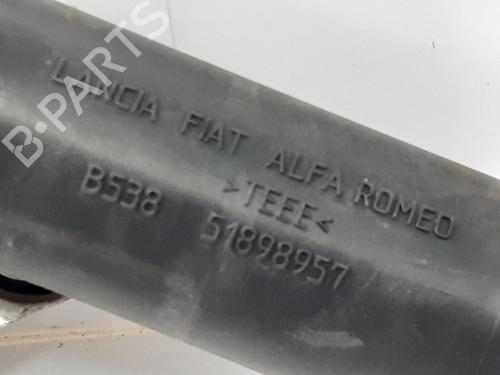 B-PARTS
LANCIA FIAT ALFA ROMEO
>TEEE<
B538 51898957